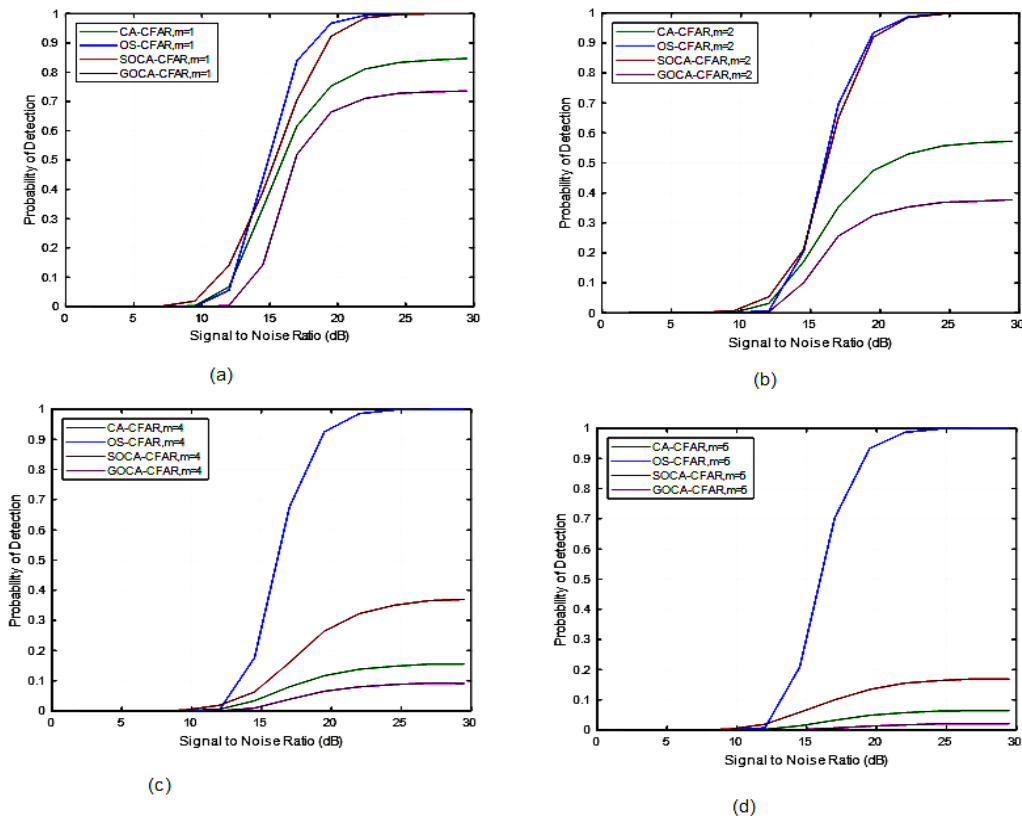 CA-CFAR,m=1
OS-CFAR,m=1
SOCA-CFAR,m=1
GOCA-CFAR,m=1
Probability of Detection
1
0.9
0.8
0.7
0.6
0.5
0.4
0.3
0.2
0.1
0
0 5 10 15 20 25 30
Signal to Noise Ratio (dB)
(a)
CA-CFAR,m=2
OS-CFAR,m=2
SOCA-CFAR,m=2
GOCA-CFAR,m=2
Probability of Detection
1
0.9
0.8
0.7
0.6
0.5
0.4
0.3
0.2
0.1
0
0 5 10 15 20 25 30
Signal to Noise Ratio (dB)
(b)
CA-CFAR,m=4
OS-CFAR,m=4
SOCA-CFAR,m=4
GOCA-CFAR,m=4
Probability of Detection
1
0.9
0.8
0.7
0.6
0.5
0.4
0.3
0.2
0.1
0
0 5 10 15 20 25 30
Signal to Noise Ratio (dB)
(c)
CA-CFAR,m=5
OS-CFAR,m=5
SOCA-CFAR,m=5
GOCA-CFAR,m=5
Probability of Detection
1
0.9
0.8
0.7
0.6
0.5
0.4
0.3
0.2
0.1
0
0 5 10 15 20 25 30
Signal to Noise Ratio (dB)
(d)